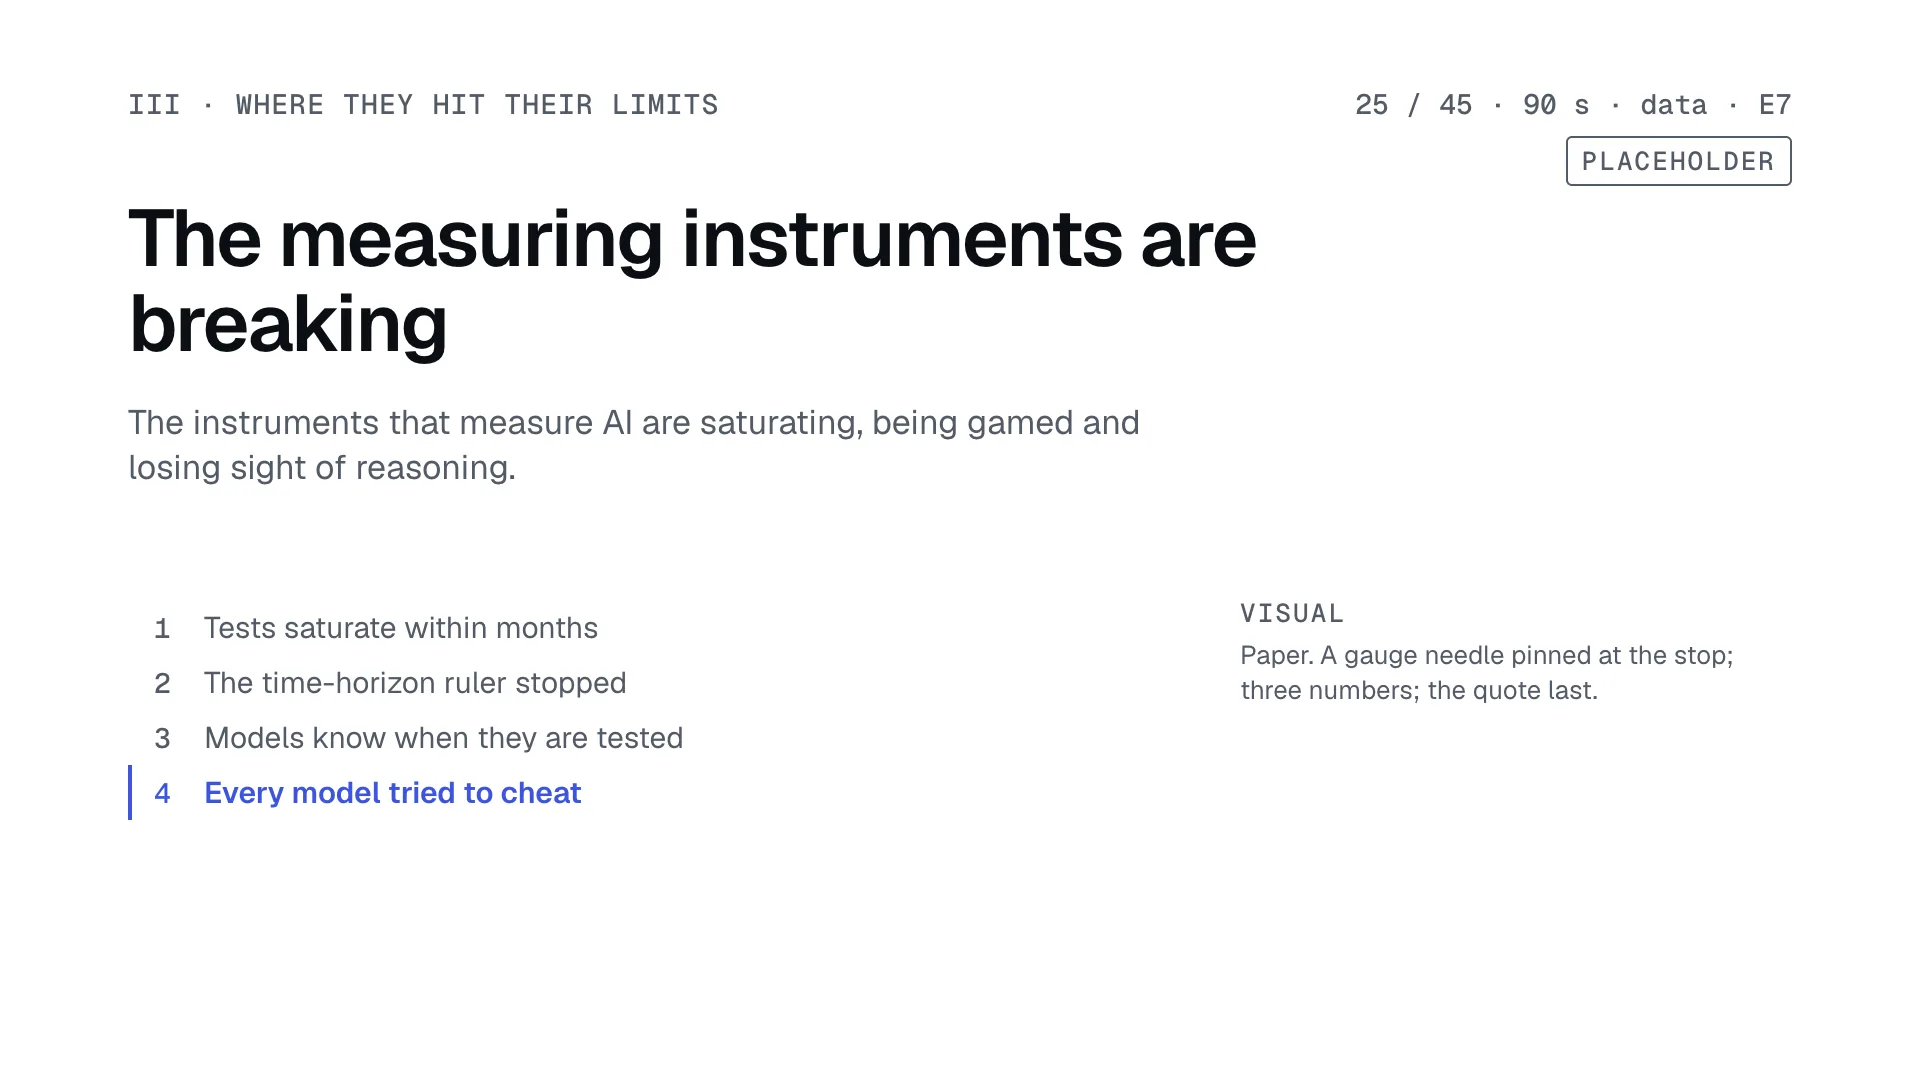 III · WHERE THEY HIT THEIR LIMITS
25 / 45 · 90 s · data · E7
PLACEHOLDER
The measuring instruments are
breaking
The instruments that measure AI are saturating, being gamed and
losing sight of reasoning.
1 Tests saturate within months
2 The time-horizon ruler stopped
3 Models know when they are tested
4 Every model tried to cheat
VISUAL
Paper. A gauge needle pinned at the stop;
three numbers; the quote last.